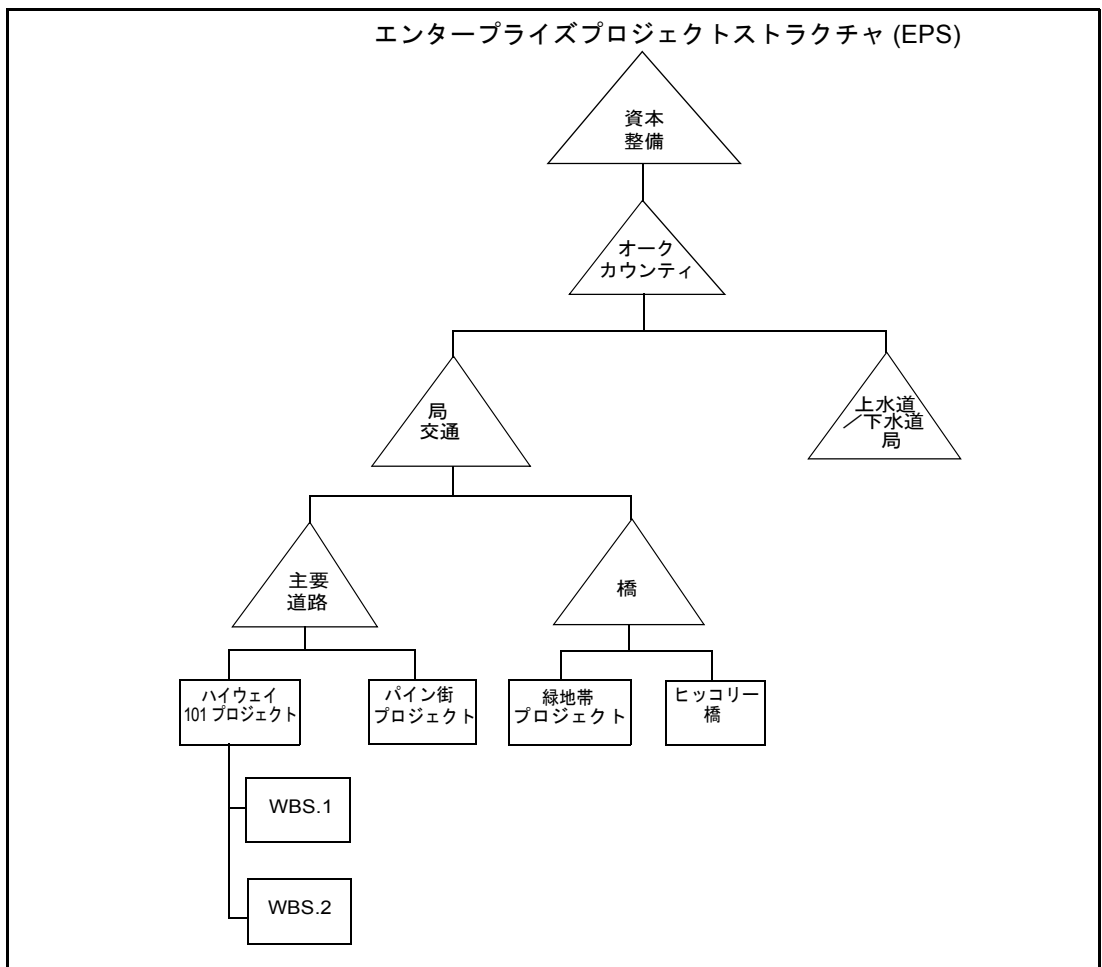 エンタープライズプロジェクトストラクチャ (EPS)
資本
整備
オーク
カウンティ
局
交通
上水道
／下水道
局
主要
道路
橋
ハイウェイ
101 プロジェクト
パイン街
プロジェクト
緑地帯
プロジェクト
ヒッコリー
橋
WBS.1
WBS.2